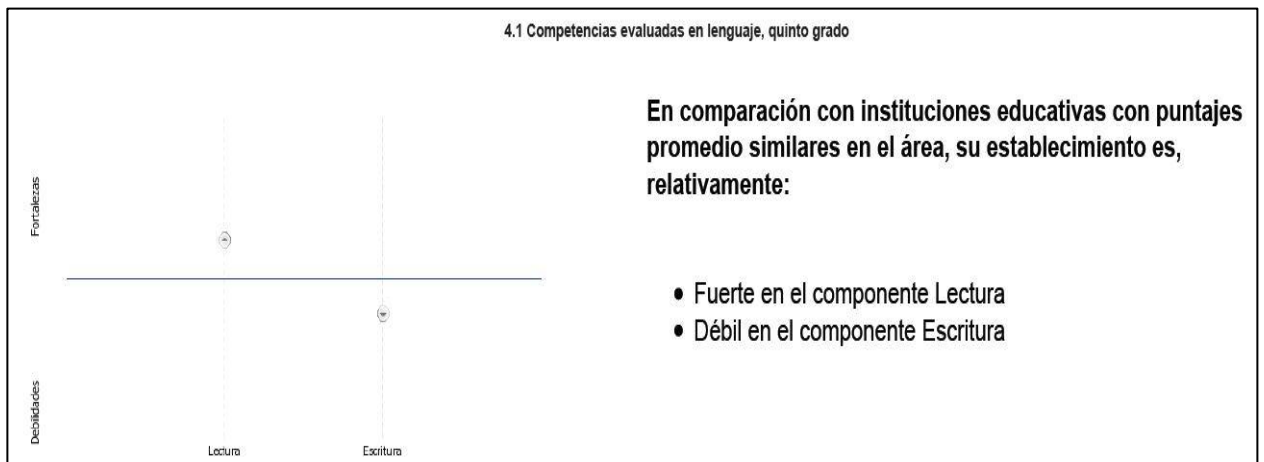 4.1 Competencias evaluadas en lenguaje, quinto grado
Fortalezas
Debilidades
Lectura
Escritura
En comparación con instituciones educativas con puntajes
promedio similares en el área, su establecimiento es,
relativamente:
• Fuerte en el componente Lectura
• Débil en el componente Escritura